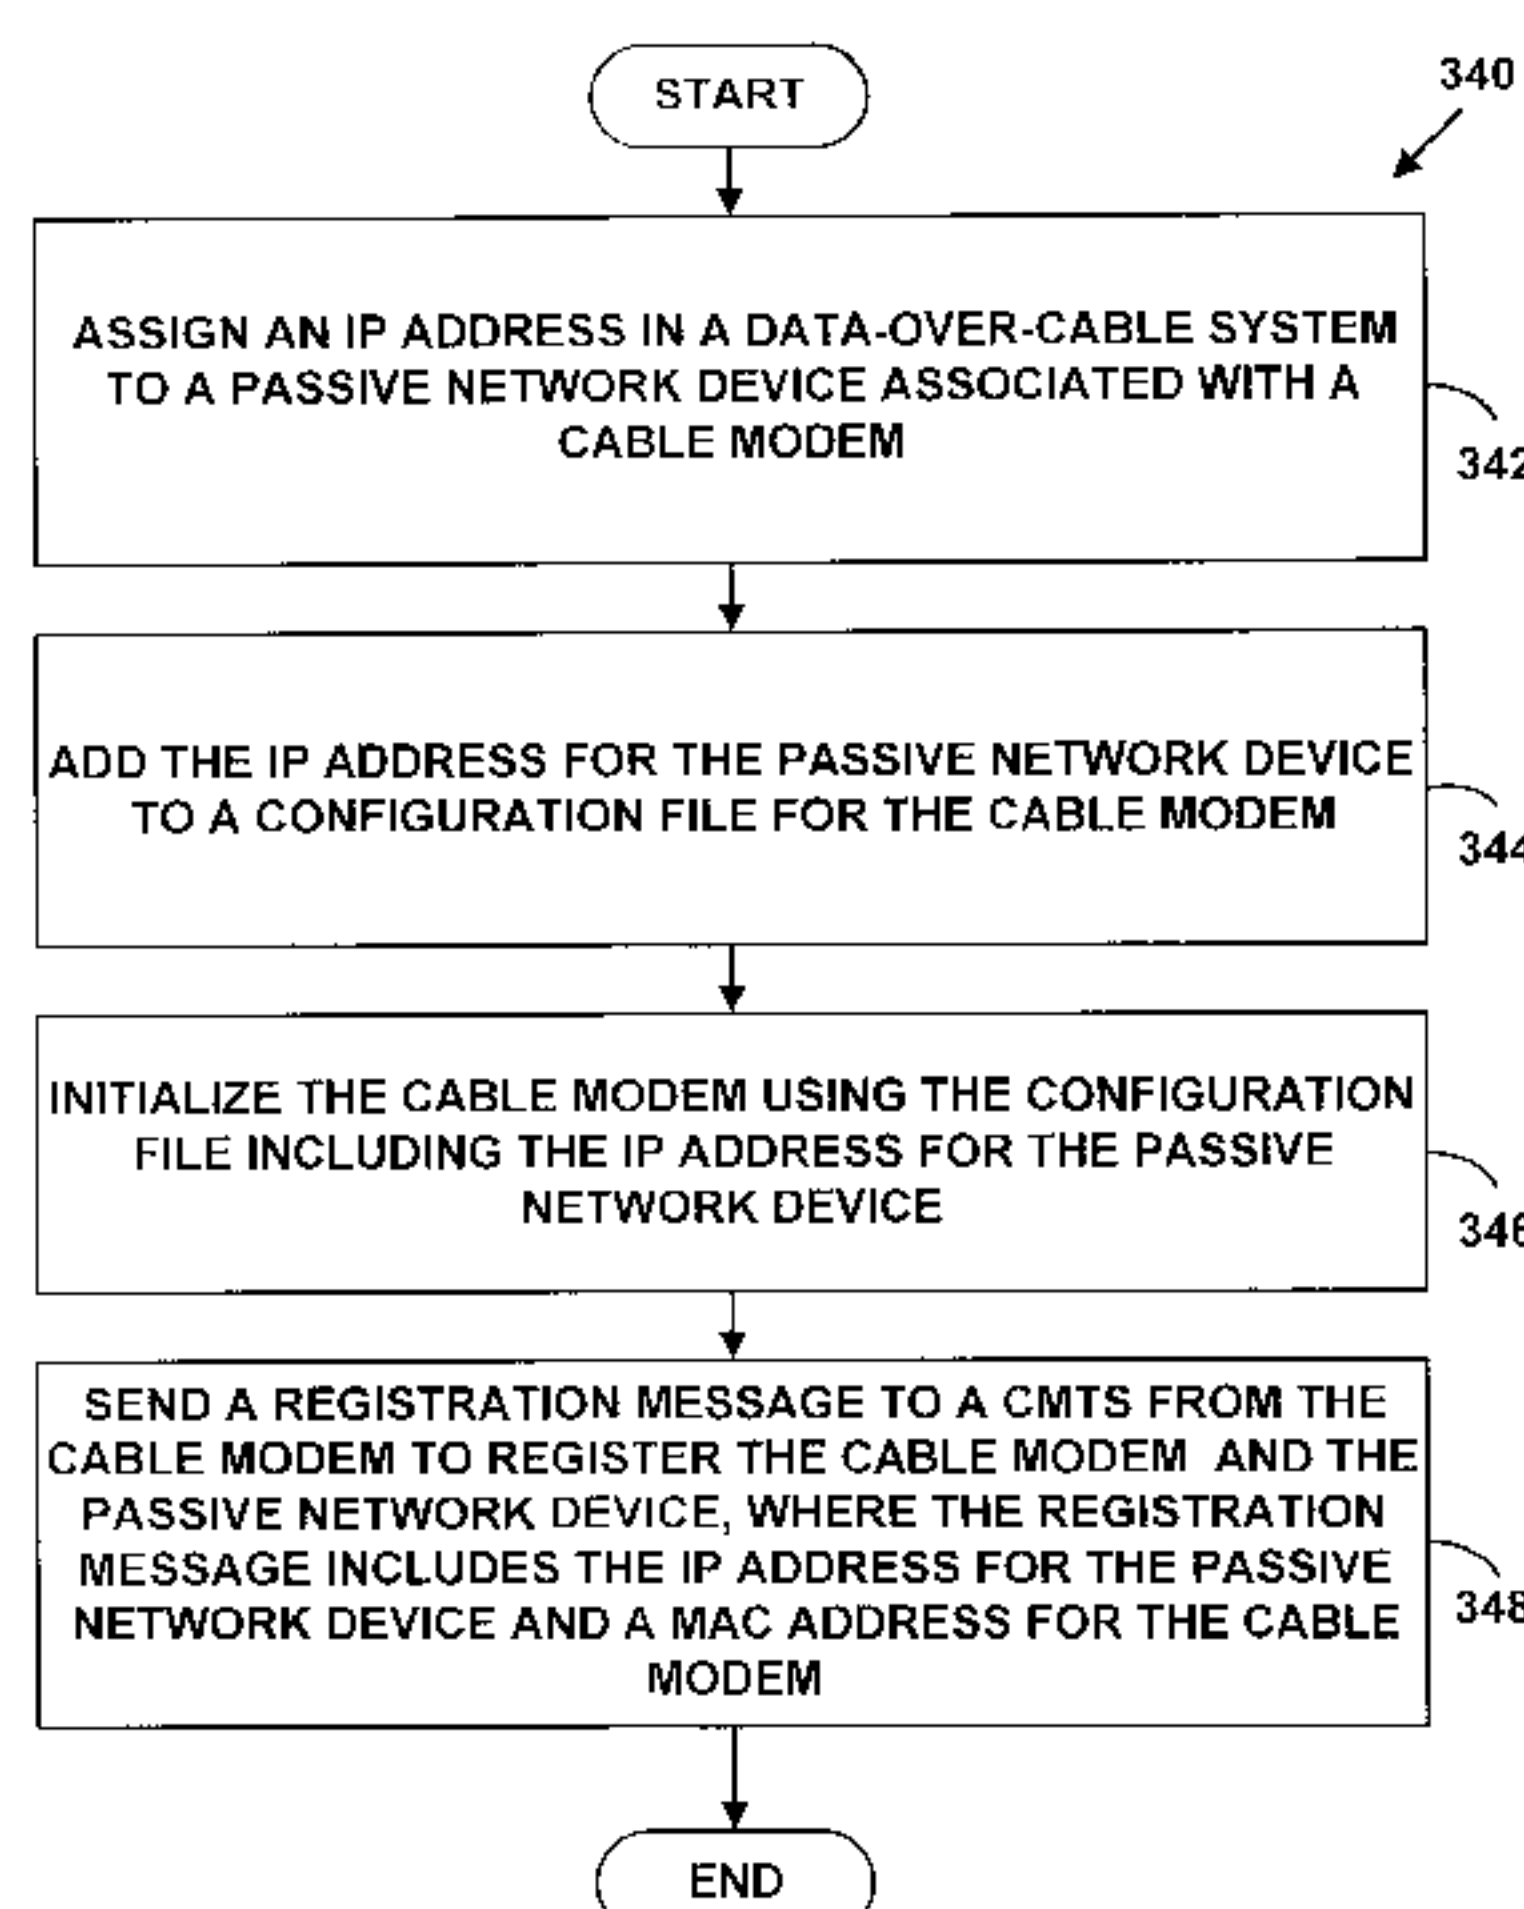 START
340
ASSIGN AN IP ADDRESS IN A DATA-OVER-CABLE SYSTEM
TO A PASSIVE NETWORK DEVICE ASSOCIATED WITH A
CABLE MODEM
342
ADD THE IP ADDRESS FOR THE PASSIVE NETWORK DEVICE
TO A CONFIGURATION FILE FOR THE CABLE MODEM
344
INITIALIZE THE CABLE MODEM USING THE CONFIGURATION
FILE INCLUDING THE IP ADDRESS FOR THE PASSIVE
NETWORK DEVICE
346
SEND A REGISTRATION MESSAGE TO A CMTS FROM THE
CABLE MODEM TO REGISTER THE CABLE MODEM AND THE
PASSIVE NETWORK DEVICE, WHERE THE REGISTRATION
MESSAGE INCLUDES THE IP ADDRESS FOR THE PASSIVE
NETWORK DEVICE AND A MAC ADDRESS FOR THE CABLE
MODEM
348
END